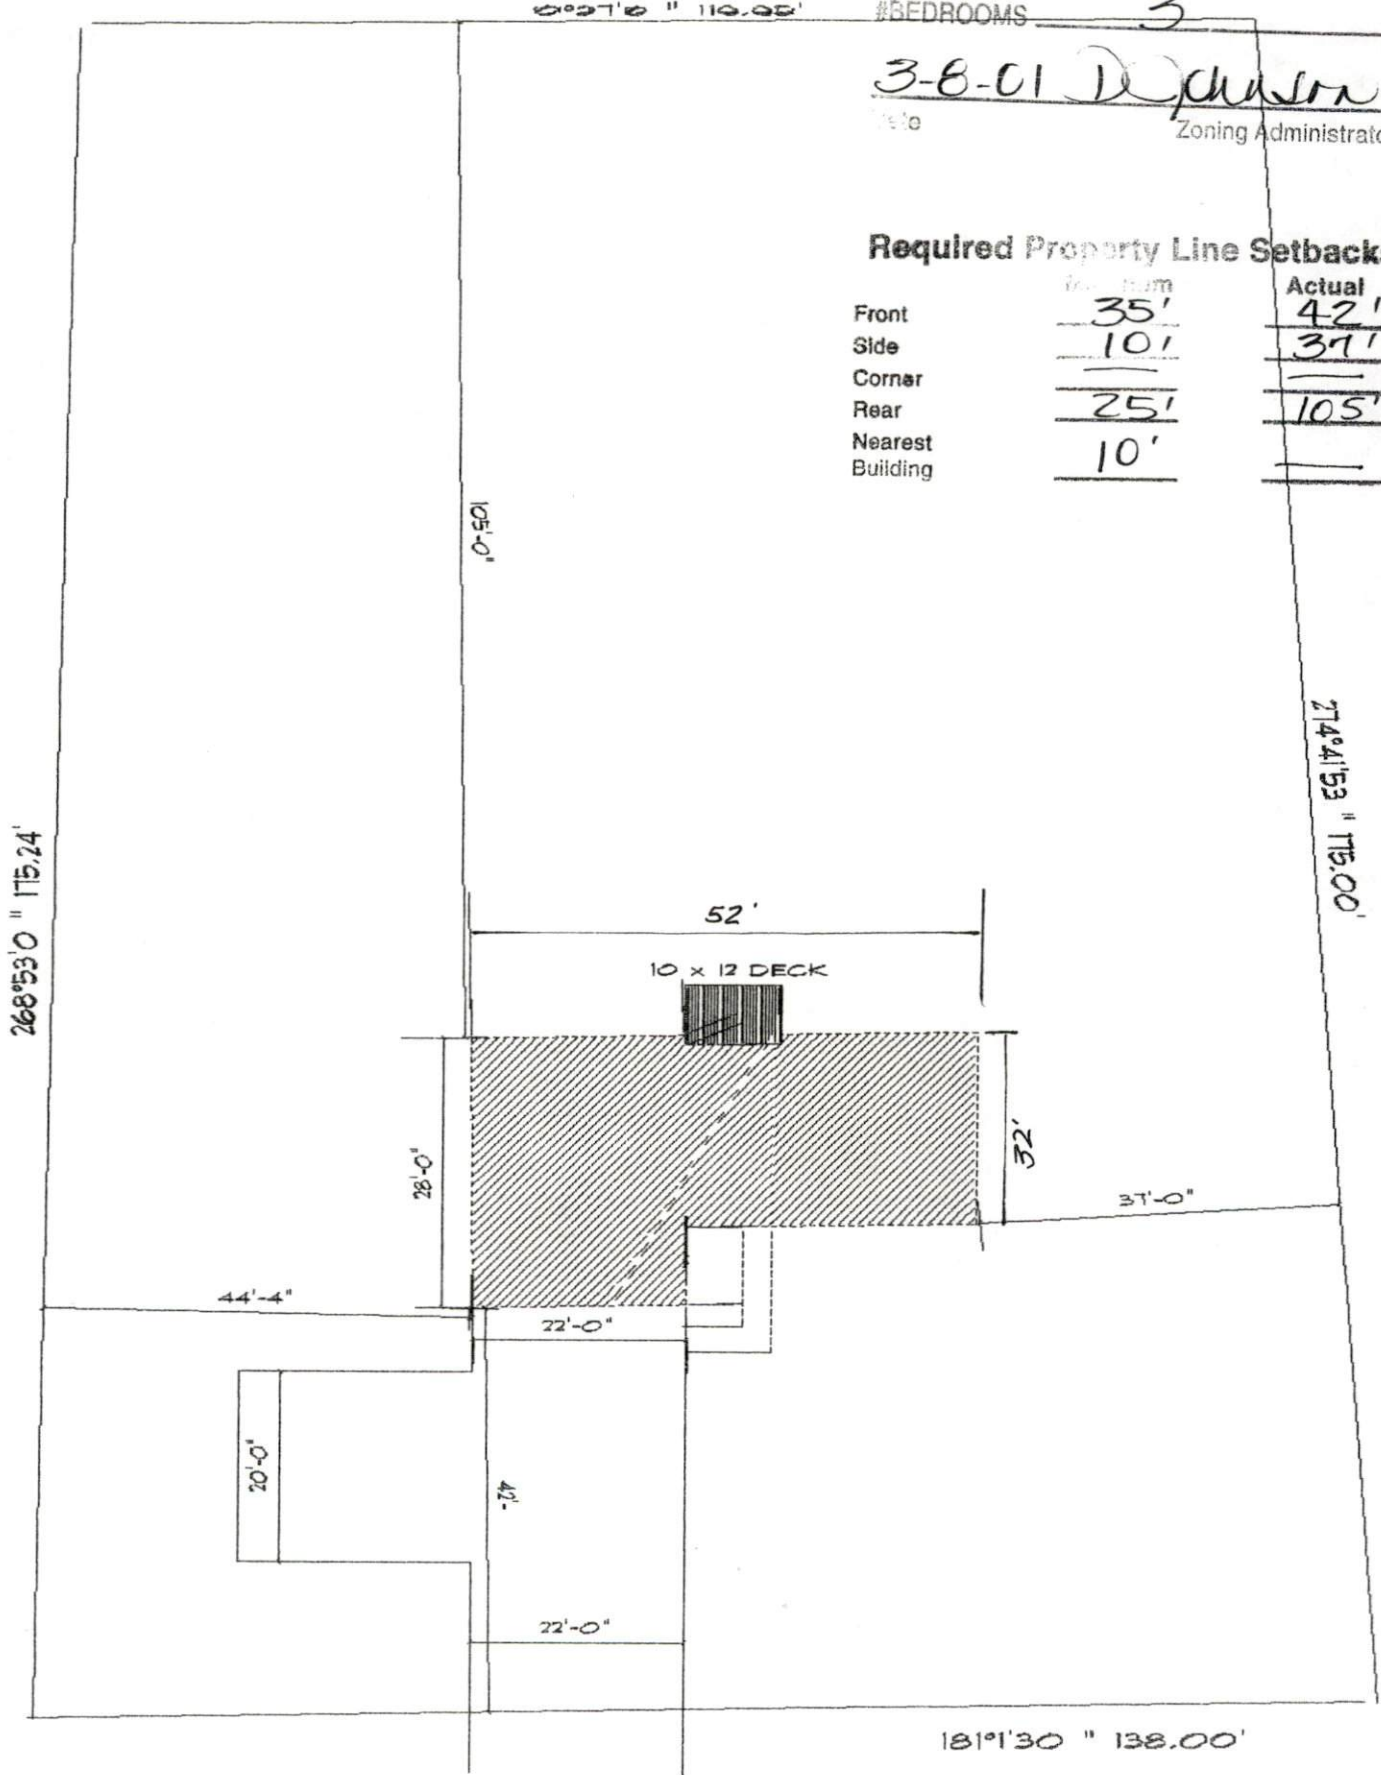 #BEDROOMS 3
3-8-01 D Johnson
Date Zoning Administrato
Required Property Line Setback
Actual
Front 35' 42'
Side 10' 37'
Corner — —
Rear 25' 105'
Nearest
Building 10' —
105'-0"
274°41'53 " 175.00'
268°53'0 " 175.24'
52'
10 x 12 DECK
28'-0"
32'
37'-0"
44'-4"
22'-0"
20'-0"
42'-
22'-0"
181°1'30 " 138.00'